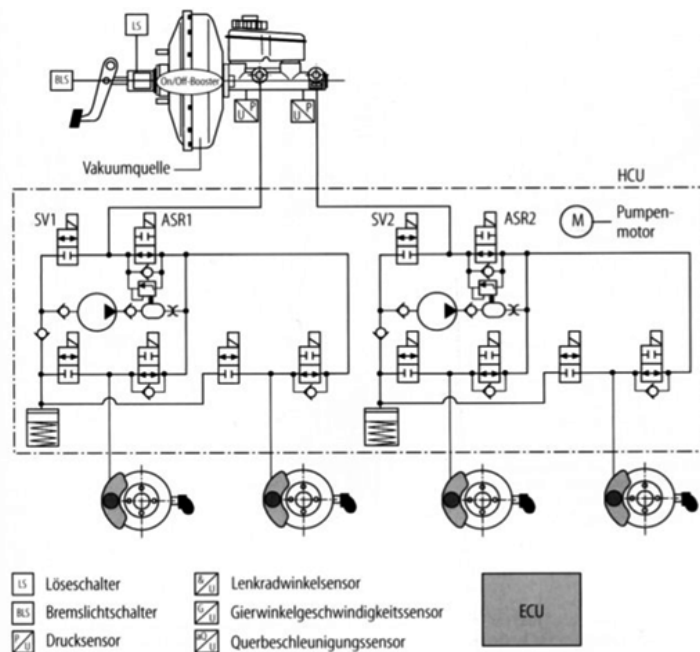 LS
BLS
On/Off-Booster
U P
U P
Vakuumquelle
HCU
SV1
ASR1
SV2
ASR2
M
Pumpen-
motor
LS Löseschalter
BLS Bremslichtschalter
P U Drucksensor
& U Lenkradwinkelsensor
G U Gierwinkelgeschwindigkeitssensor
U Querbeschleunigungssensor
ECU